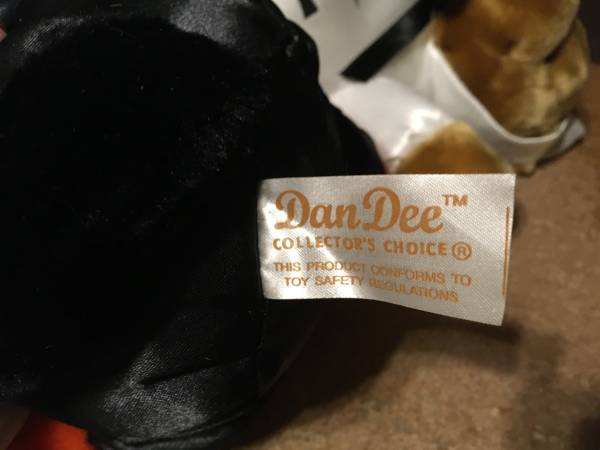 Dan Dee™
COLLECTOR'S CHOICE®
THIS PRODUCT CONFORMS TO
TOY SAFETY REGULATIONS